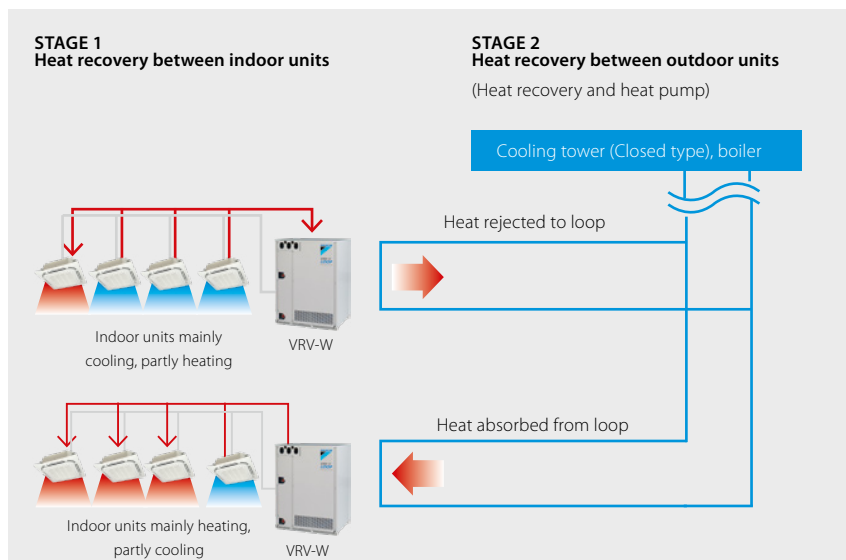 STAGE 1
Heat recovery between indoor units
STAGE 2
Heat recovery between outdoor units
(Heat recovery and heat pump)
Cooling tower (Closed type), boiler
Heat rejected to loop
Indoor units mainly
cooling, partly heating
VRV-W
Heat absorbed from loop
Indoor units mainly heating,
partly cooling
VRV-W